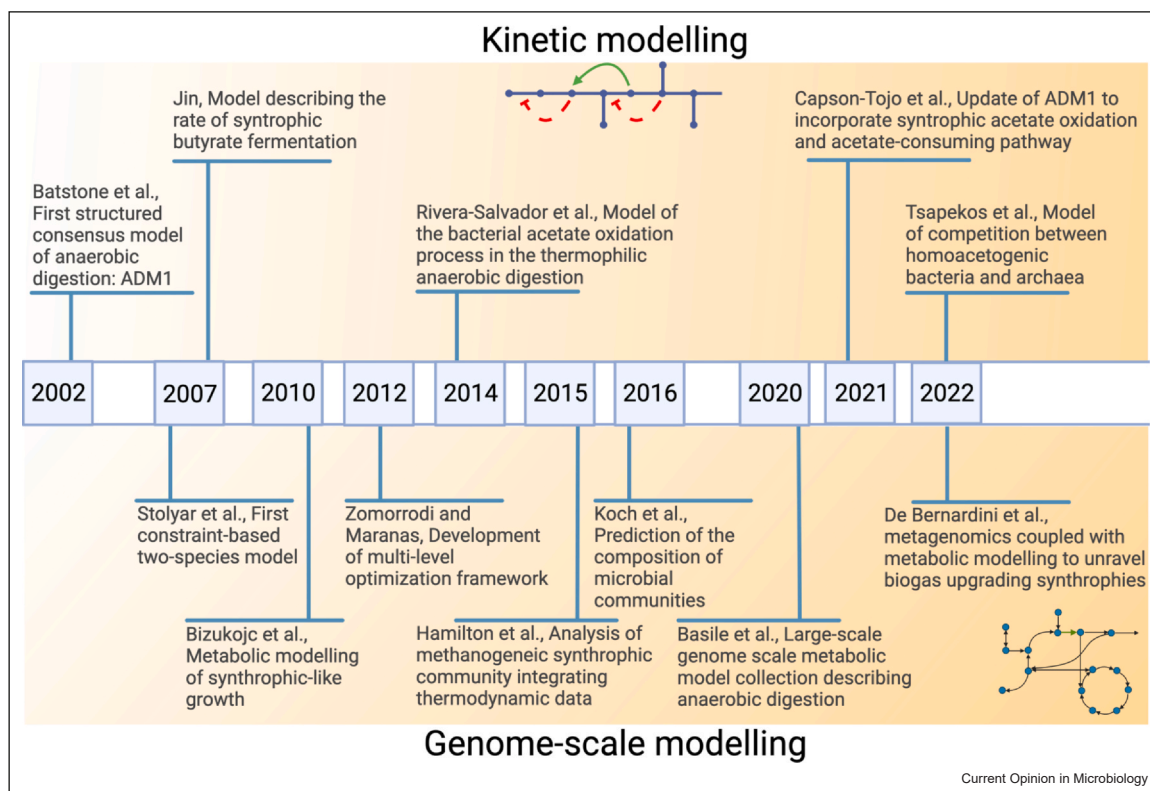 Kinetic modelling
Jin, Model describing the
rate of syntrophic
butyrate fermentation
Capson-Tojo et al., Update of ADM1 to
incorporate syntrophic acetate oxidation
and acetate-consuming pathway
Batstone et al.,
First structured
consensus model
of anaerobic
digestion: ADM1
Rivera-Salvador et al., Model of
the bacterial acetate oxidation
process in the thermophilic
anaerobic digestion
Tsapekos et al., Model
of competition between
homoacetogenic
bacteria and archaea
2002 2007 2010 2012 2014 2015 2016 2020 2021 2022
Stolyar et al., First
constraint-based
two-species model
Zomorrodi and
Maranas, Development
of multi-level
optimization framework
Koch et al.,
Prediction of the
composition of
microbial
communities
De Bernardini et al.,
metagenomics coupled with
metabolic modelling to unravel
biogas upgrading synthrophies
Bizukojc et al.,
Metabolic modelling
of synthrophic-like
growth
Hamilton et al., Analysis of
methanogeneic synthrophic
community integrating
thermodynamic data
Basile et al., Large-scale
genome scale metabolic
model collection describing
anaerobic digestion
Genome-scale modelling
Current Opinion in Microbiology